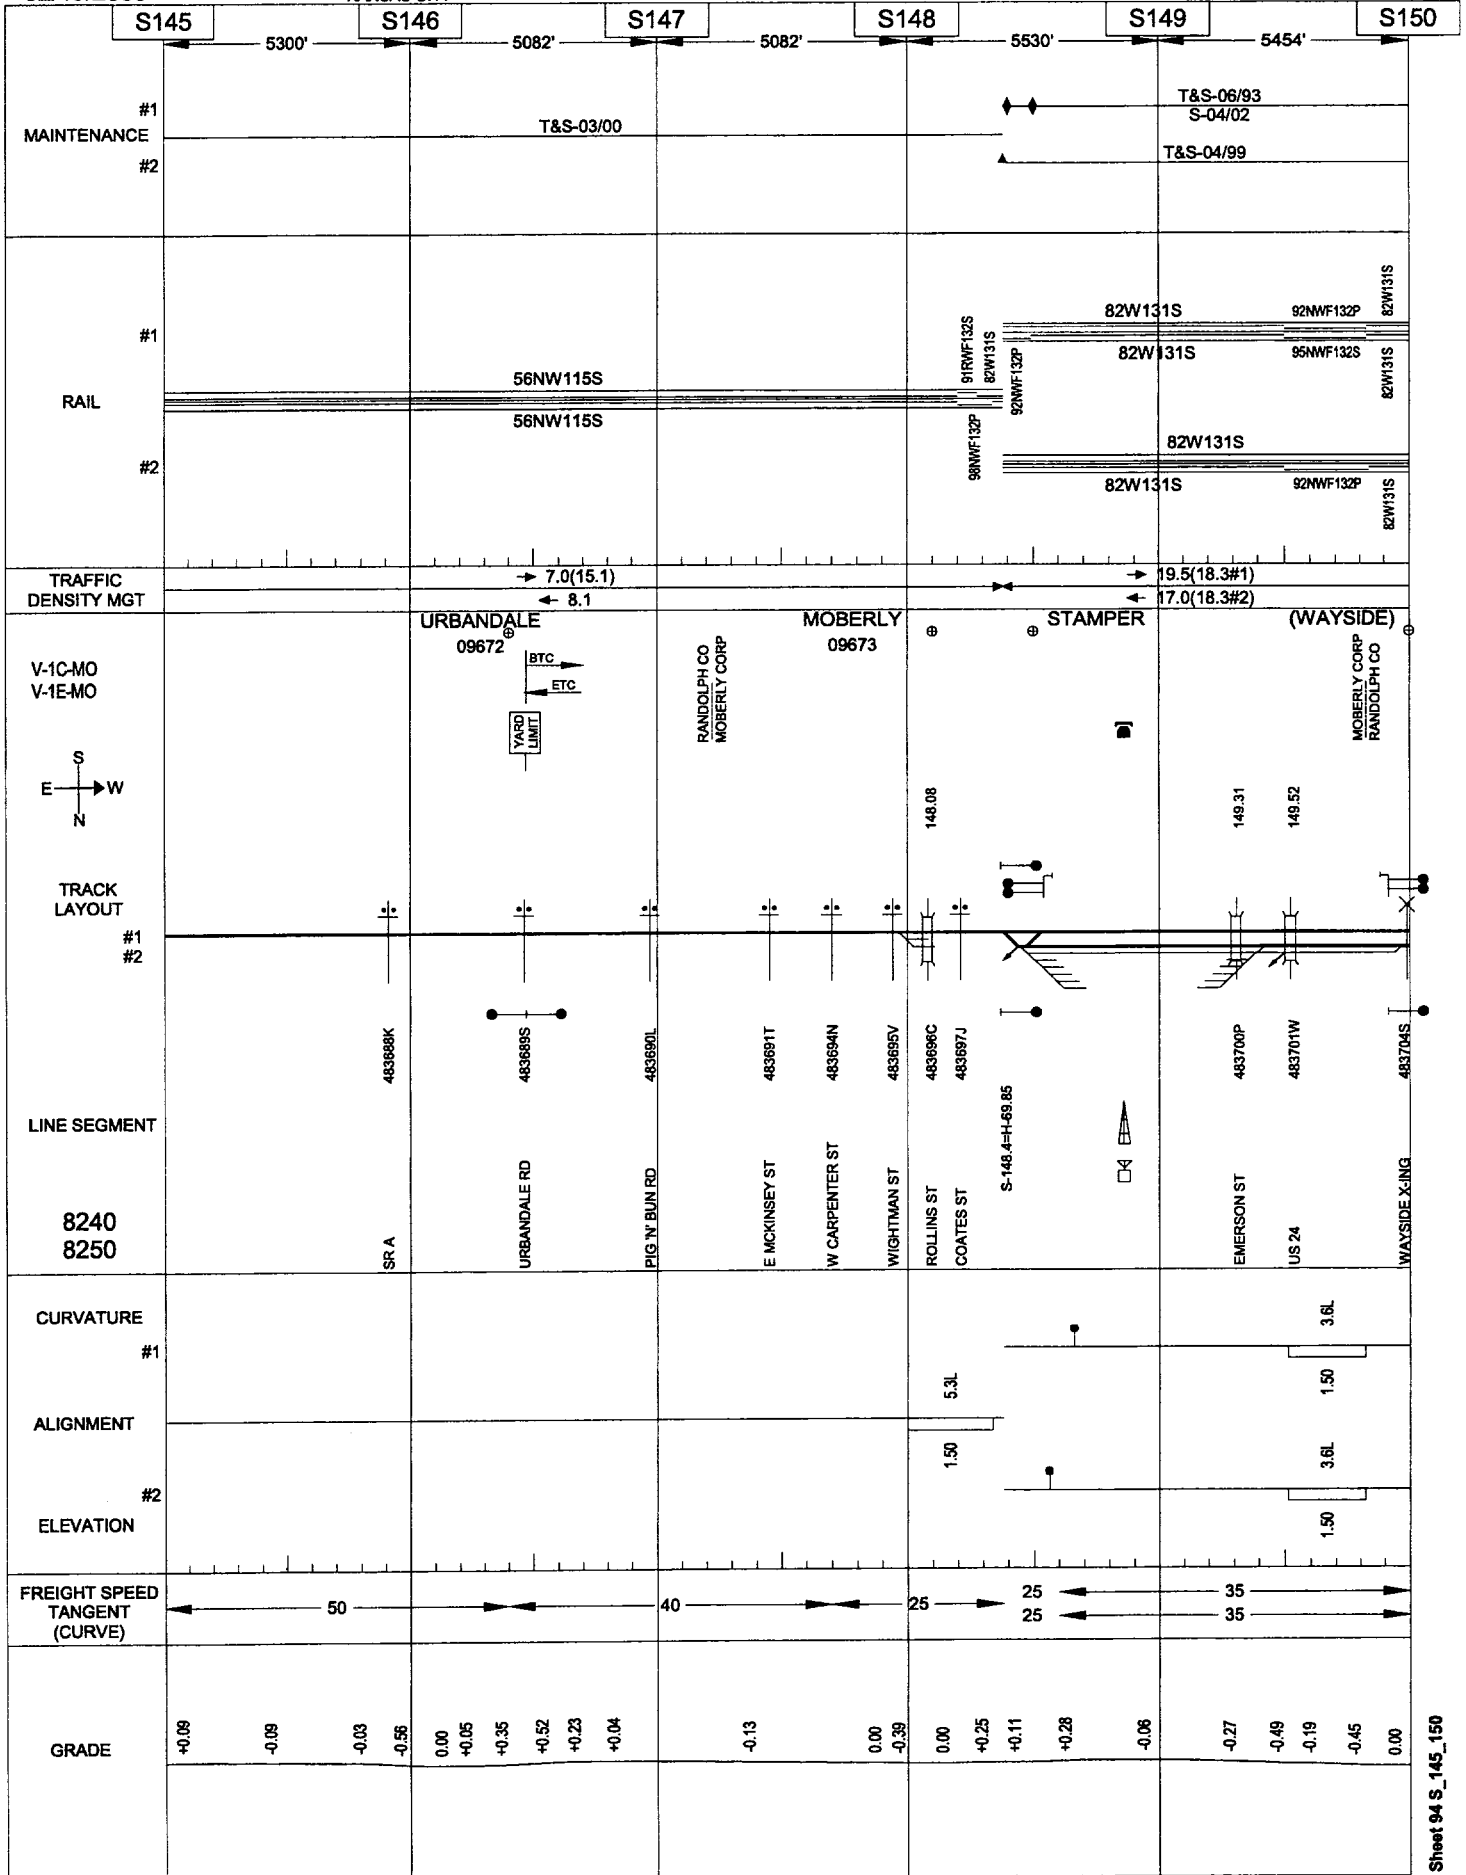 S145 S146 S147 S148 S149 S150
5300' 5082' 5082' 5530' 5454'
MAINTENANCE
#1
#2
T&S-03/00
T&S-06/93
S-04/02
T&S-04/99
RAIL
#1
#2
56NW115S
56NW115S
91RWF132S
82W131S
92NWF132P
98NWF132P
82W131S
82W131S
92NWF132P
95NWF132S
82W131S
82W131S
82W131S
82W131S
92NWF132P
82W131S
TRAFFIC
DENSITY MGT
7.0(15.1)
8.1
19.5(18.3#1)
17.0(18.3#2)
URBANDALE
09672
MOBERLY
09673
STAMPER
(WAYSIDE)
V-1C-MO
V-1E-MO
BTC
ETC
YARD
LIMIT
RANDOLPH CO
MOBERLY CORP
MOBERLY CORP
RANDOLPH CO
S
E W
N
148.08
149.31
149.52
TRACK
LAYOUT
#1
#2
483688K
483689S
483690L
483691T
483694N
483695V
483696C
483697J
S-148.4=H-69.85
483700P
483701W
483704S
LINE SEGMENT
8240
8250
SR A
URBANDALE RD
PIG 'N' BUN RD
E MCKINSEY ST
W CARPENTER ST
WIGHTMAN ST
ROLLINS ST
COATES ST
EMERSON ST
US 24
WAYSIDE X-ING
CURVATURE
#1
ALIGNMENT
#2
ELEVATION
5.3L
1.50
3.6L
1.50
3.6L
1.50
FREIGHT SPEED
TANGENT
(CURVE)
50 40 25 25 35
25 35
GRADE
+0.09 -0.09 -0.03 -0.56 0.00 +0.05 +0.35 +0.52 +0.23 +0.04 -0.13 0.00 -0.39 0.00 +0.25 +0.11 +0.28 -0.06 -0.27 -0.49 -0.19 -0.45 0.00
Sheet 94 S_145_150